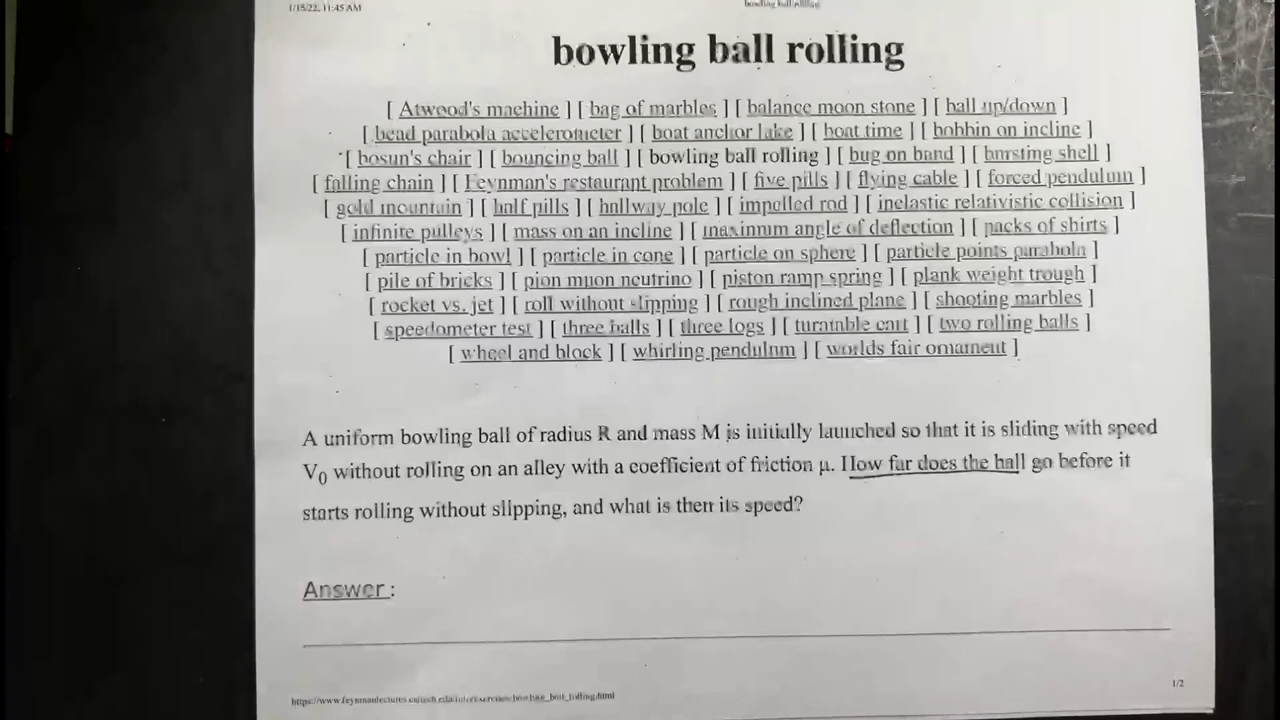 1/15/22, 11:45 AM
bowling ball rolling
bowling ball rolling
[ Atwood's machine ] [ bag of marbles ] [ balance moon stone ] [ ball up/down ]
[ bead parabola accelerometer ] [ boat anchor lake ] [ boat time ] [ bobbin on incline ]
[ bosun's chair ] [ bouncing ball ] [ bowling ball rolling ] [ bug on band ] [ bursting shell ]
[ falling chain ] [ Feynman's restaurant problem ] [ five pills ] [ flying cable ] [ forced pendulum ]
[ gold mountain ] [ half pills ] [ hallway pole ] [ impelled rod ] [ inelastic relativistic collision ]
[ infinite pulleys ] [ mass on an incline ] [ maximum angle of deflection ] [ packs of shirts ]
[ particle in bowl ] [ particle in cone ] [ particle on sphere ] [ particle points parabola ]
[ pile of bricks ] [ pion muon neutrino ] [ piston ramp spring ] [ plank weight trough ]
[ rocket vs. jet ] [ roll without slipping ] [ rough inclined plane ] [ shooting marbles ]
[ speedometer test ] [ three balls ] [ three logs ] [ turntable cart ] [ two rolling balls ]
[ wheel and block ] [ whirling pendulum ] [ worlds fair ornament ]
A uniform bowling ball of radius R and mass M is initially launched so that it is sliding with speed
V0 without rolling on an alley with a coefficient of friction μ. How far does the ball go before it
starts rolling without slipping, and what is then its speed?
Answer :
1/2